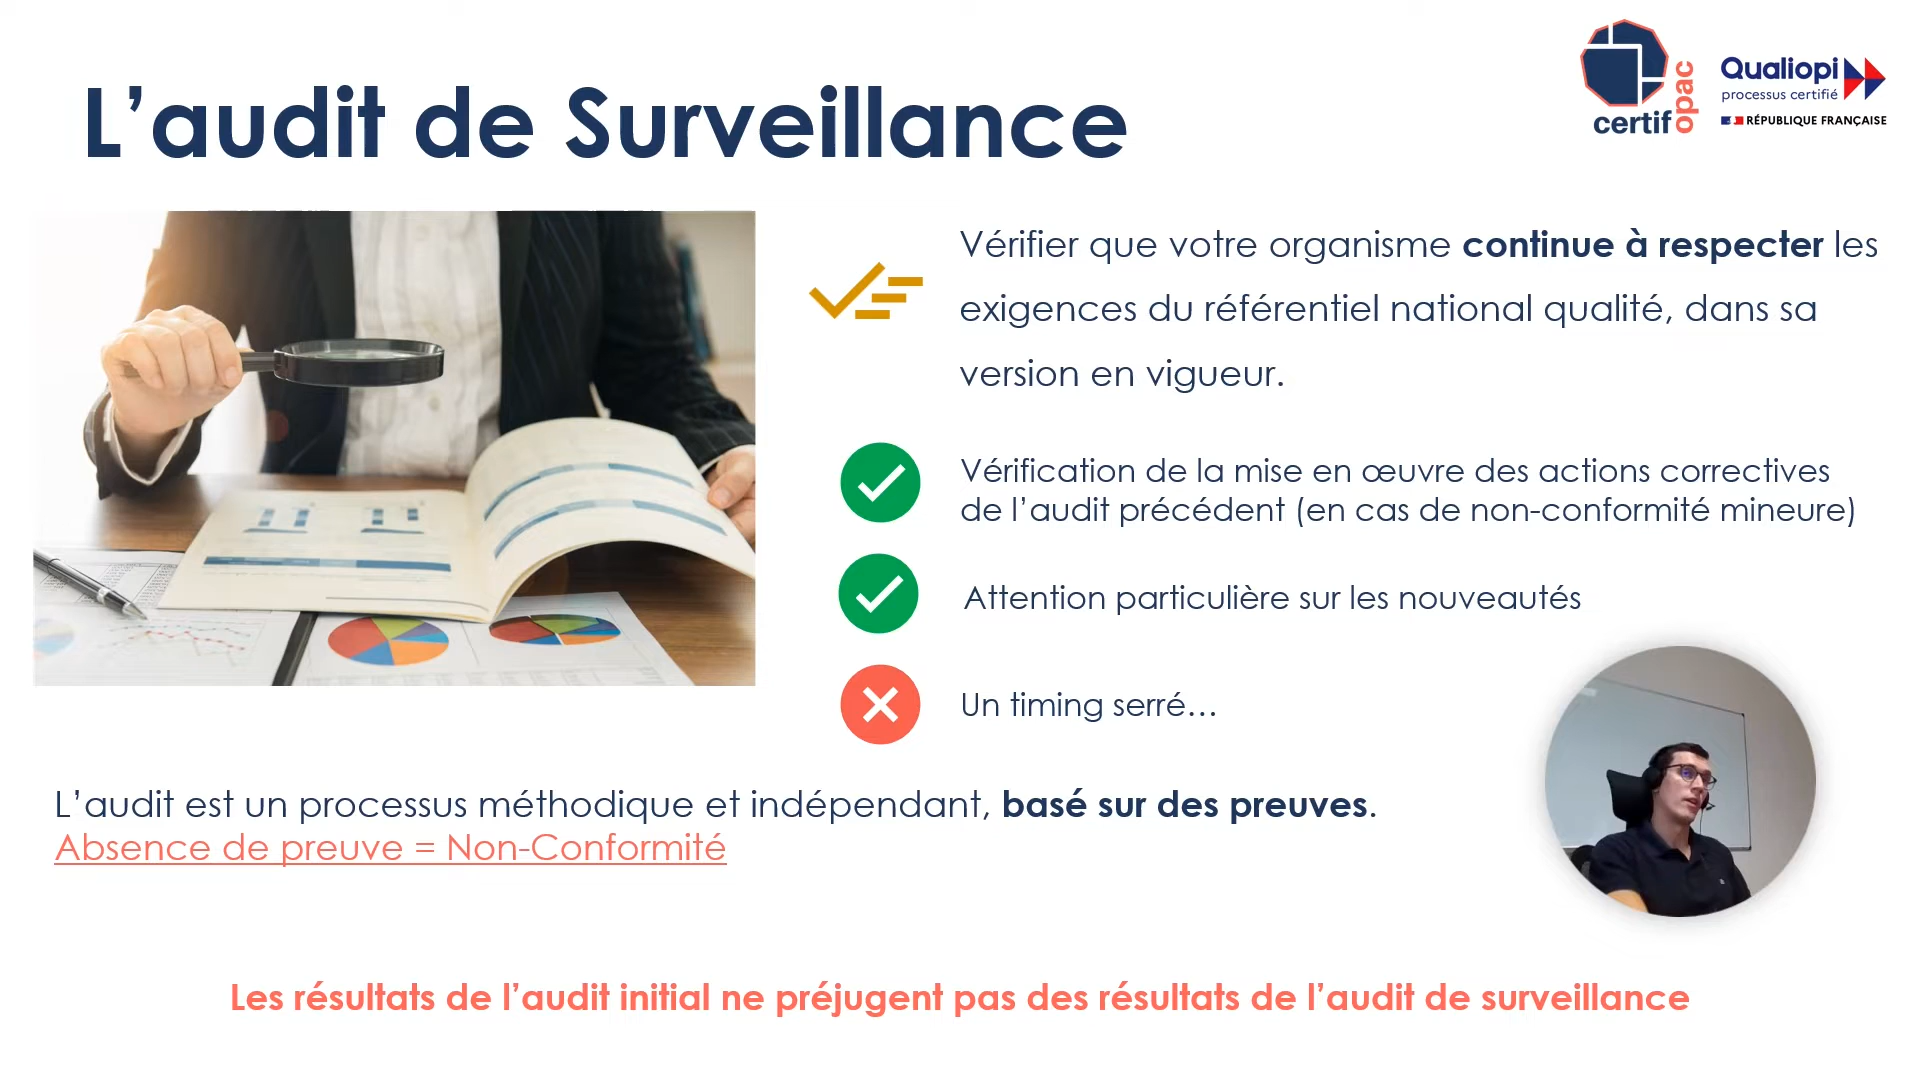 L’audit de Surveillance
certif
opac
Qualiopi
processus certifié
RÉPUBLIQUE FRANÇAISE
Vérifier que votre organisme continue à respecter les
exigences du référentiel national qualité, dans sa
version en vigueur.
Vérification de la mise en œuvre des actions correctives
de l’audit précédent (en cas de non-conformité mineure)
Attention particulière sur les nouveautés
Un timing serré…
L’audit est un processus méthodique et indépendant, basé sur des preuves.
Absence de preuve = Non-Conformité
Les résultats de l’audit initial ne préjugent pas des résultats de l’audit de surveillance